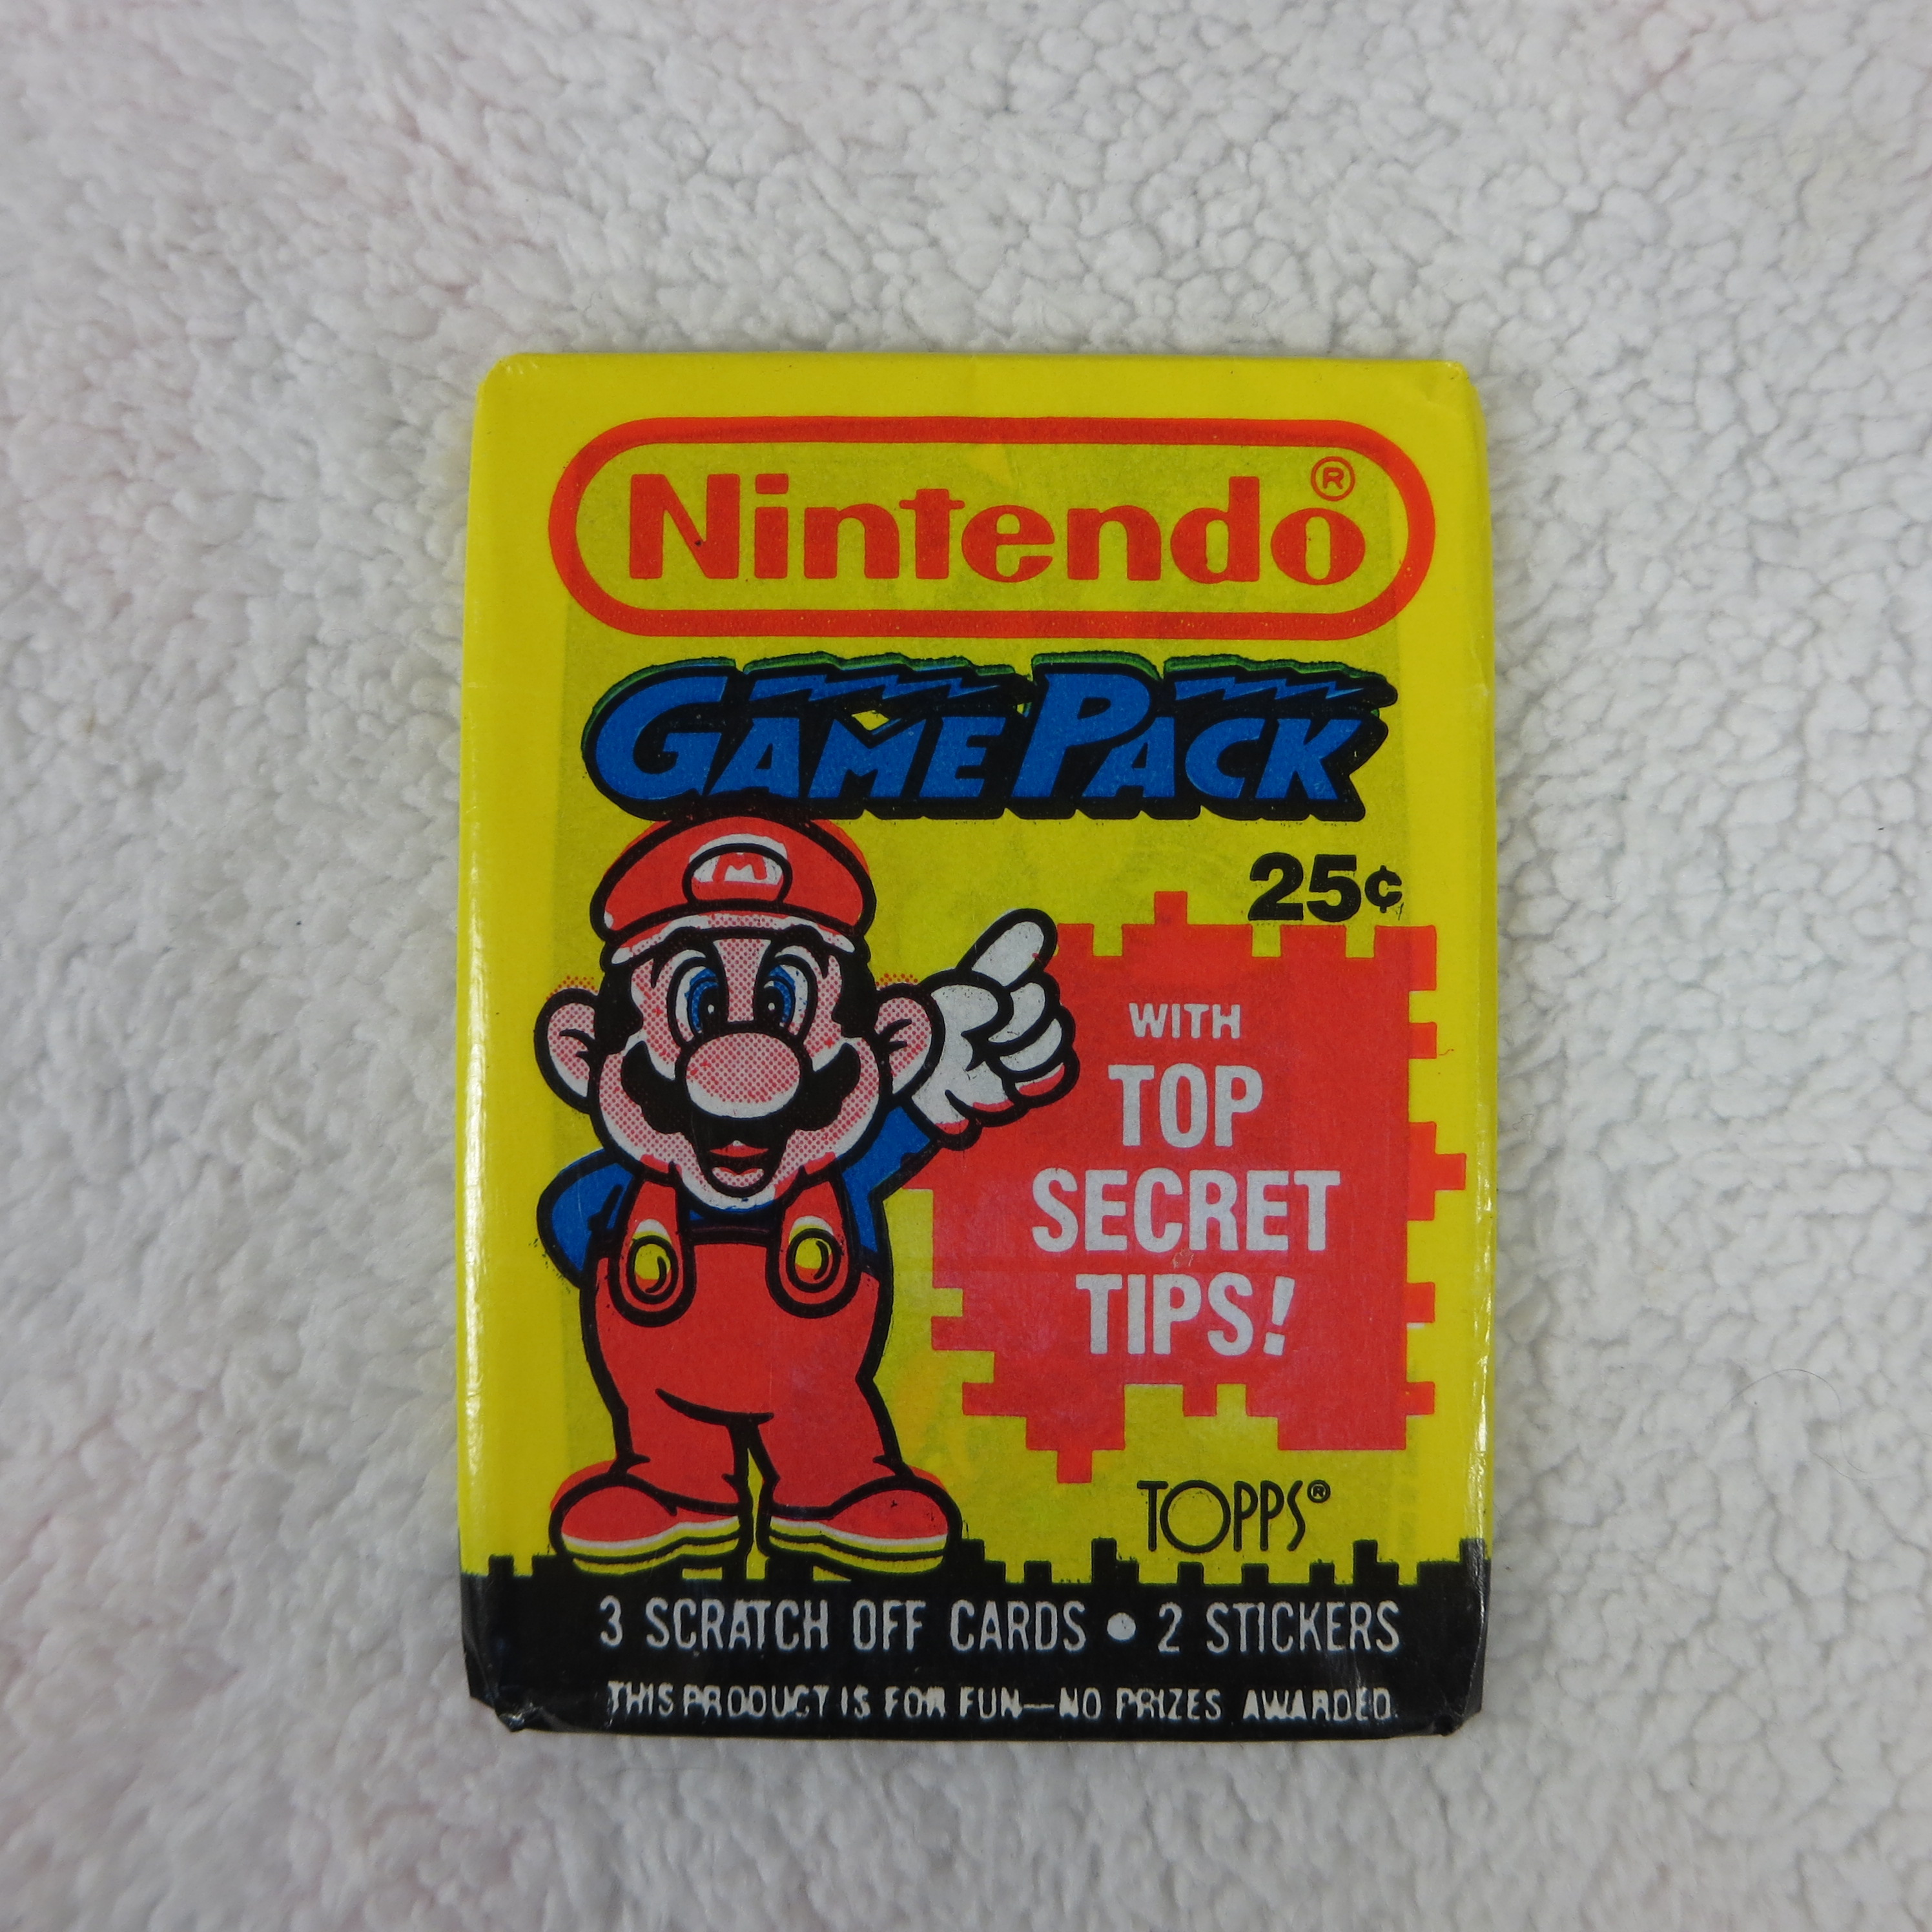 Nintendo®
GAME PACK
M
25¢
WITH
TOP
SECRET
TIPS!
TOPPS®
3 SCRATCH OFF CARDS • 2 STICKERS
THIS PRODUCT IS FOR FUN—NO PRIZES AWARDED.